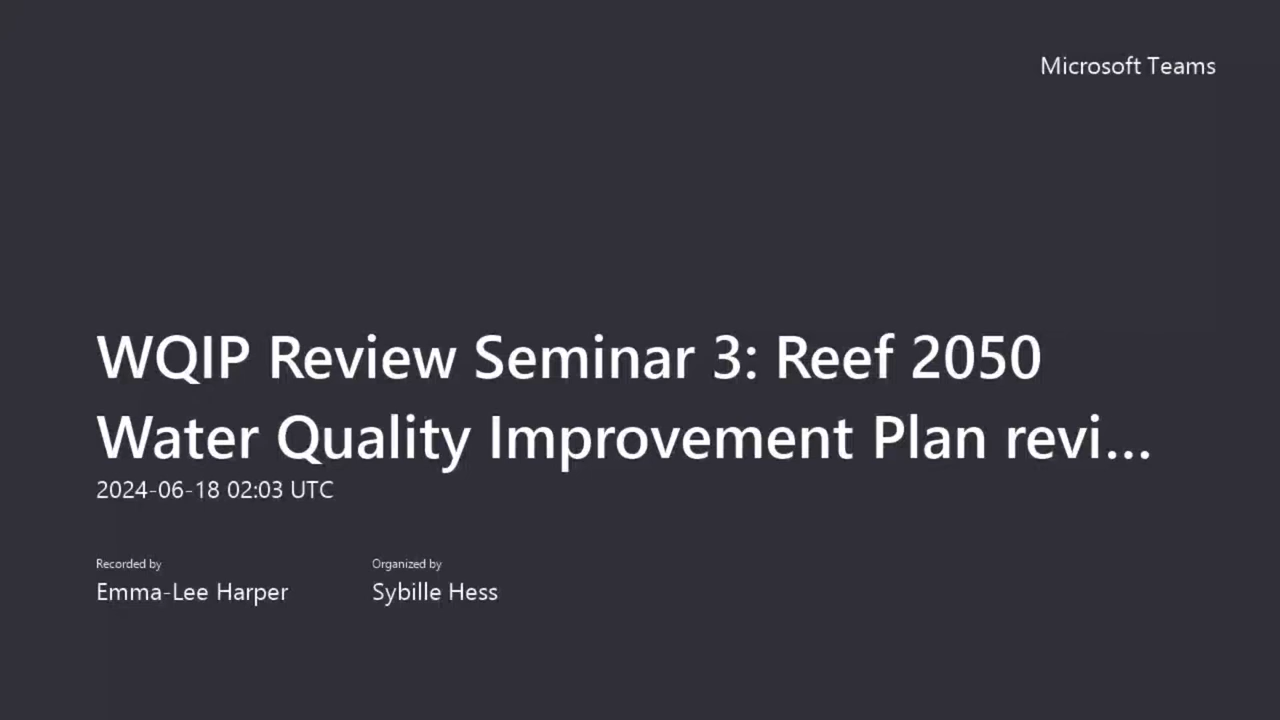 Microsoft Teams
WQIP Review Seminar 3: Reef 2050
Water Quality Improvement Plan revi...
2024-06-18 02:03 UTC
Recorded by
Organized by
Emma-Lee Harper
Sybille Hess